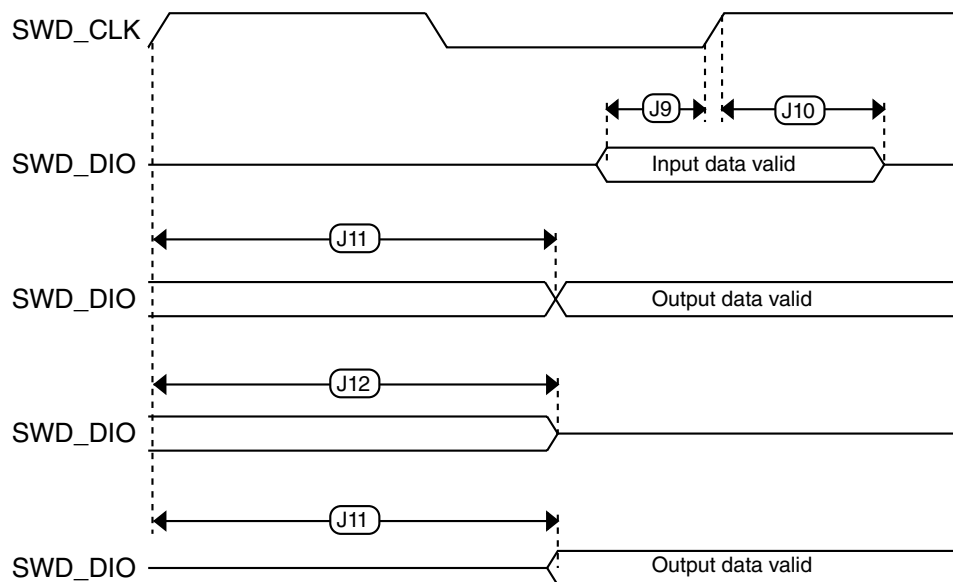 SWD_CLK
J9
J10
SWD_DIO
Input data valid
J11
SWD_DIO
Output data valid
J12
SWD_DIO
J11
SWD_DIO
Output data valid